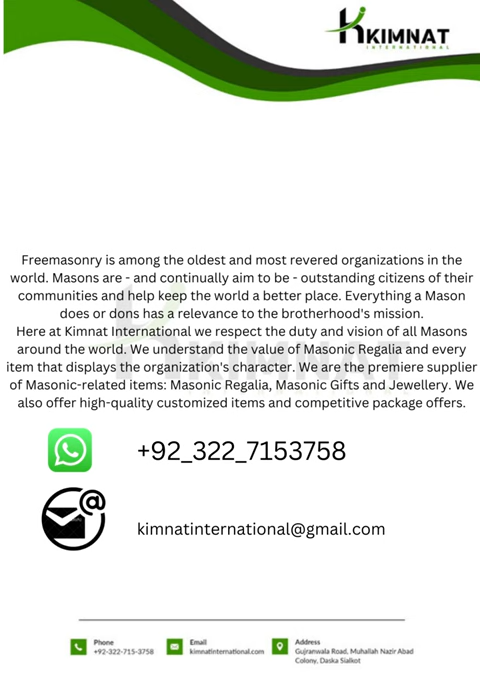 KIMNAT
INTERNATIONAL
Freemasonry is among the oldest and most revered organizations in the
world. Masons are - and continually aim to be - outstanding citizens of their
communities and help keep the world a better place. Everything a Mason
does or dons has a relevance to the brotherhood's mission.
Here at Kimnat International we respect the duty and vision of all Masons
around the world. We understand the value of Masonic Regalia and every
item that displays the organization's character. We are the premiere supplier
of Masonic-related items: Masonic Regalia, Masonic Gifts and Jewellery. We
also offer high-quality customized items and competitive package offers.
KIMNAT
+92_322_7153758
@
kimnatinternational@gmail.com
Phone
+92-322-715-3758
Email
kimnatinternational.com
Address
Gujranwala Road, Muhallah Nazir Abad
Colony, Daska Sialkot